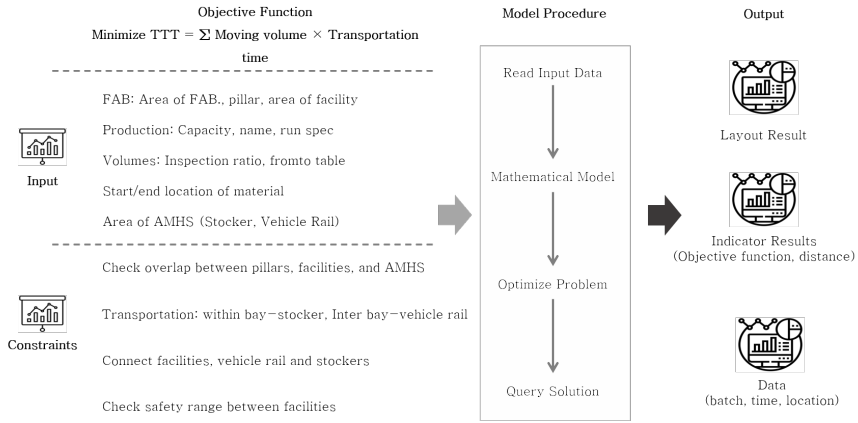 Objective Function
Minimize TTT = Σ Moving volume × Transportation
time
FAB: Area of FAB., pillar, area of facility
Production: Capacity, name, run spec
Volumes: Inspection ratio, fromto table
Start/end location of material
Area of AMHS (Stocker, Vehicle Rail)
Input
Check overlap between pillars, facilities, and AMHS
Transportation: within bay-stocker, Inter bay-vehicle rail
Connect facilities, vehicle rail and stockers
Check safety range between facilities
Constraints
Model Procedure
Read Input Data
Mathematical Model
Optimize Problem
Query Solution
Output
Layout Result
Indicator Results
(Objective function, distance)
Data
(batch, time, location)